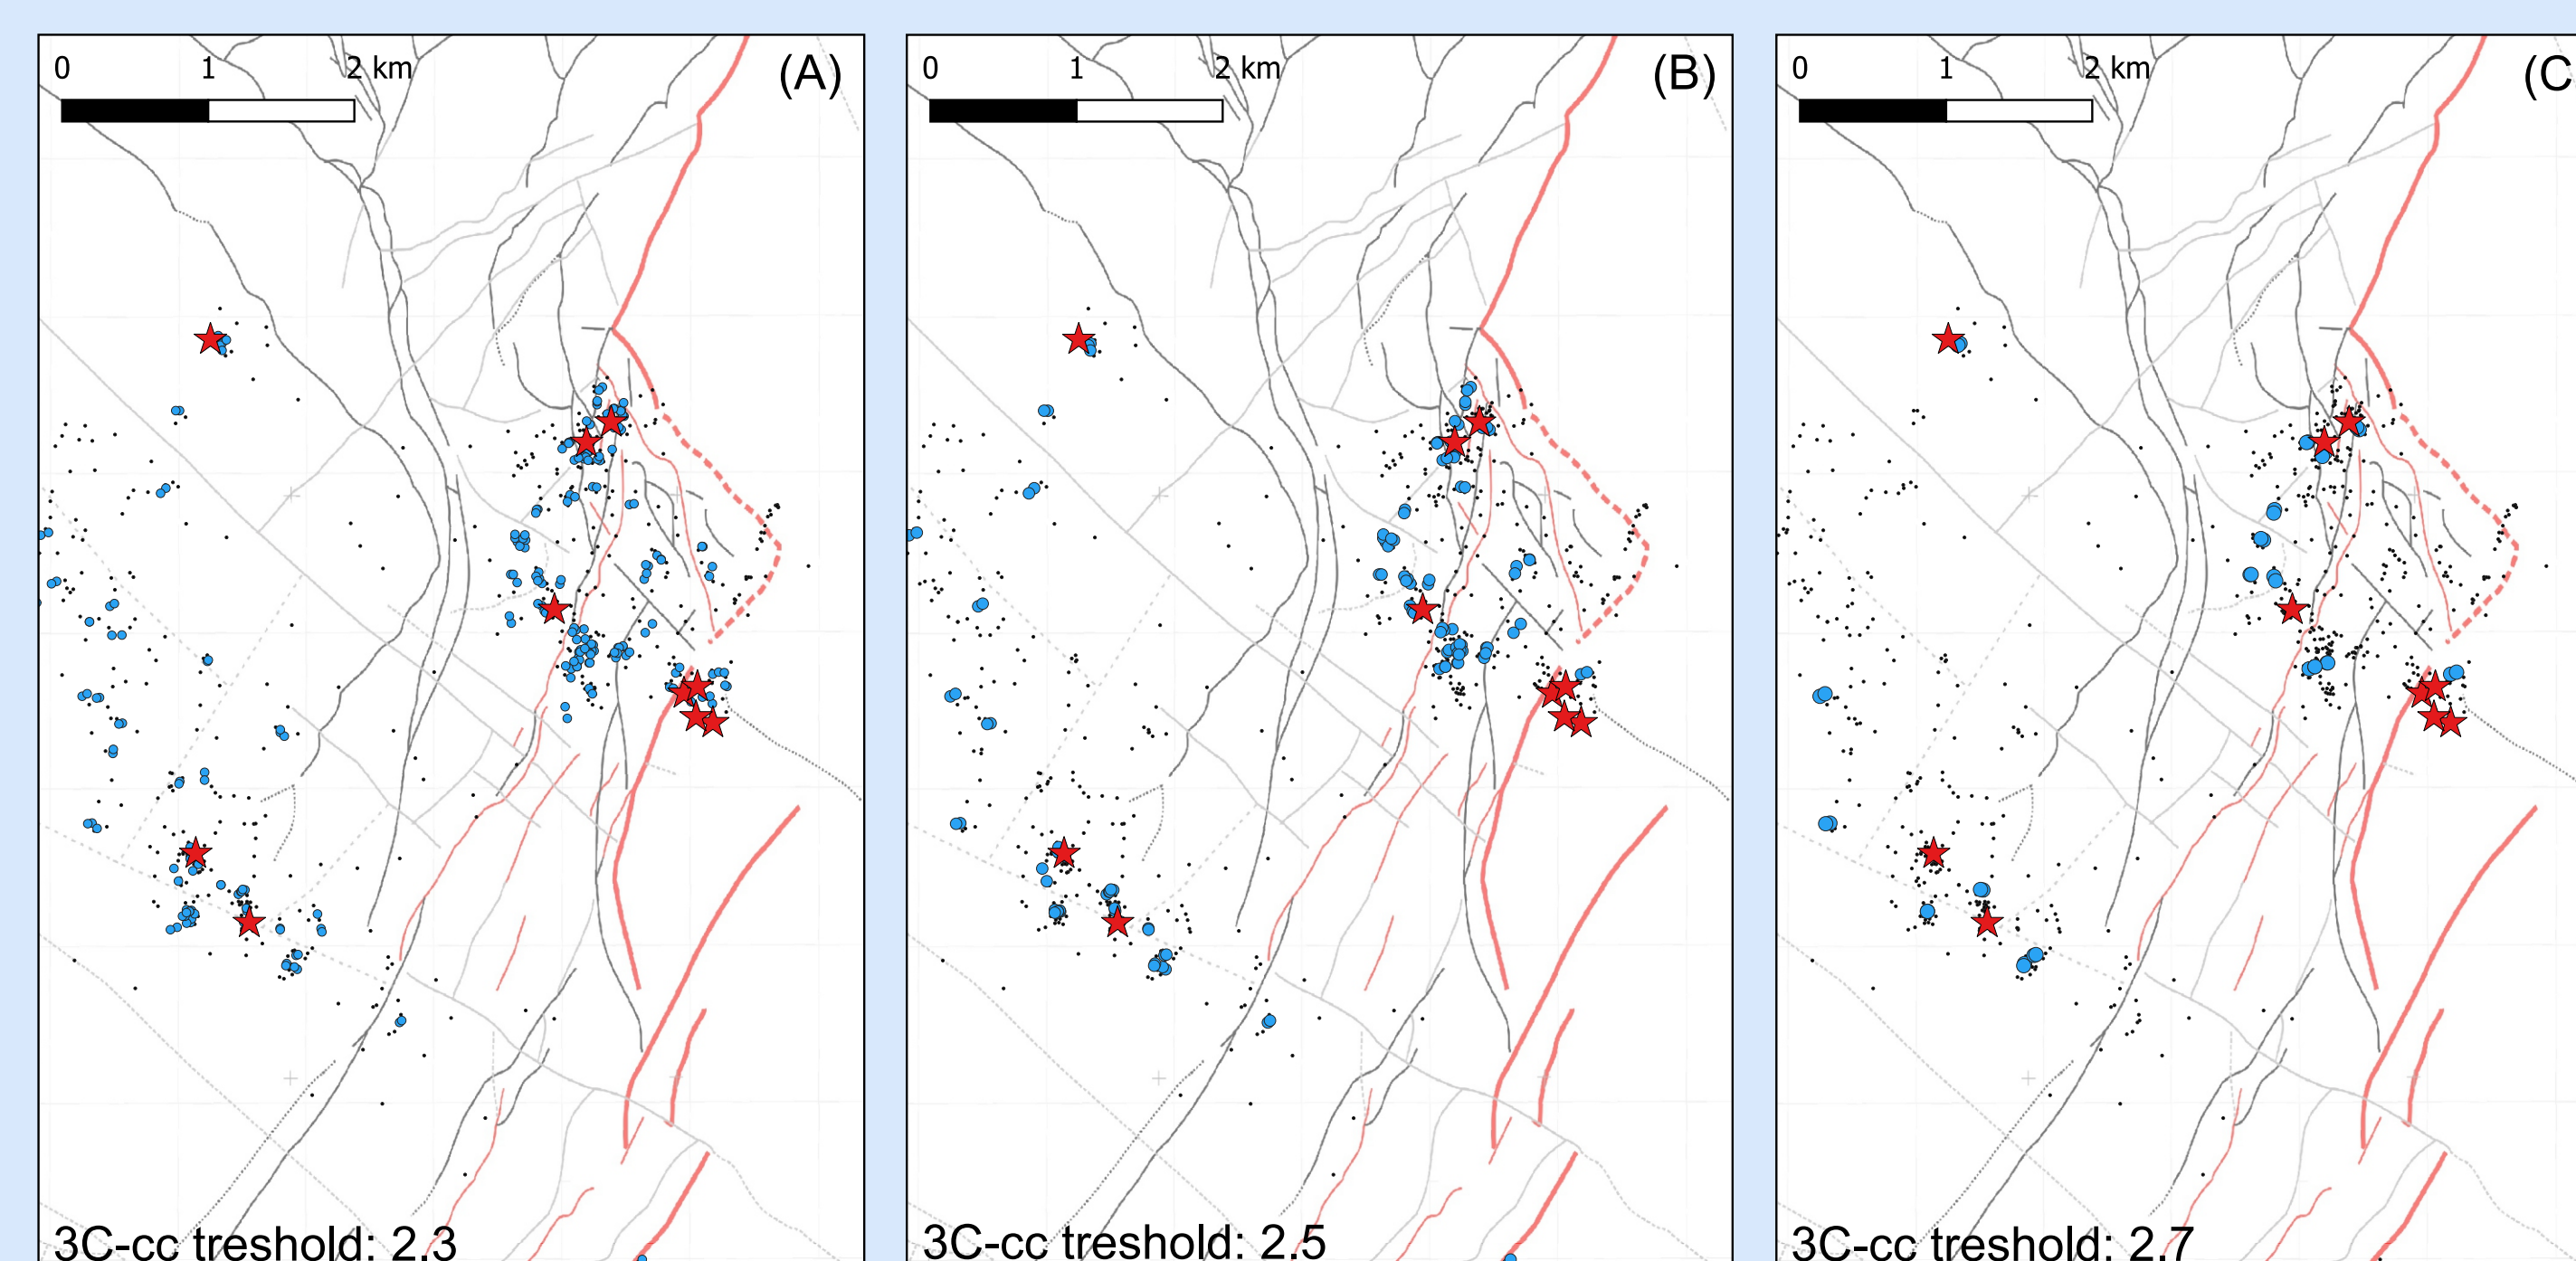 0 1 2 km (A)
3C-cc treshold: 2.3
0 1 2 km (B)
3C-cc treshold: 2.5
0 1 2 km (C
3C-cc treshold: 2.7